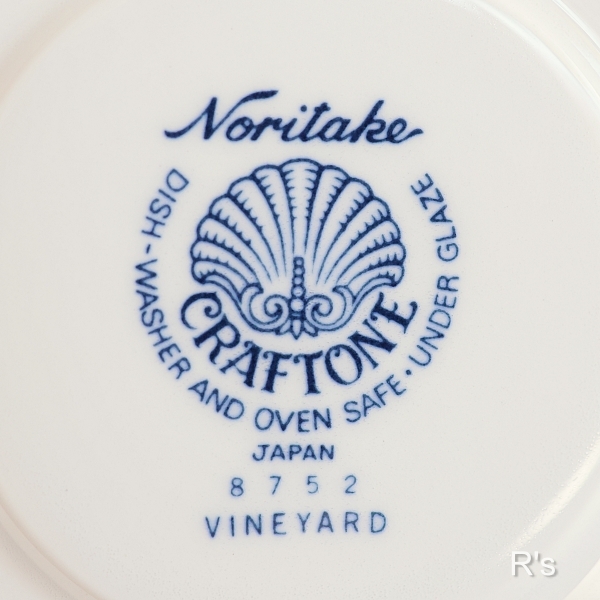 Noritake
CRAFTONE
DISH-WASHER AND OVEN SAFE·UNDER GLAZE
JAPAN
8752
VINEYARD
R's